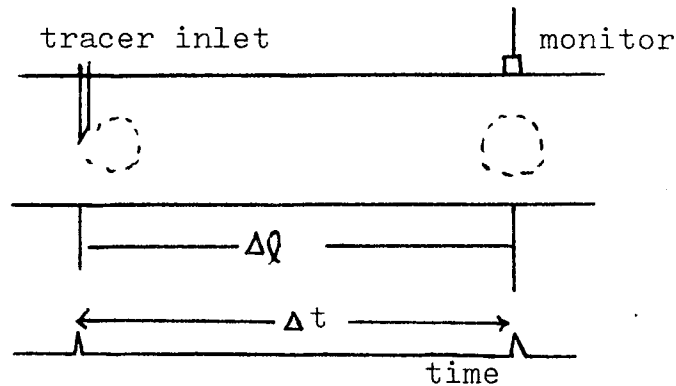 tracer inlet
monitor
Δℓ
Δt
time